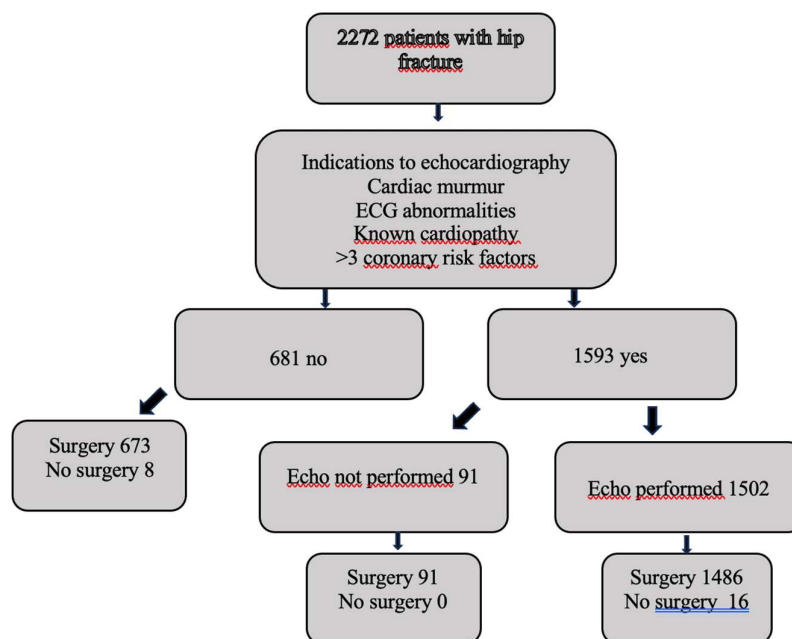 2272 patients with hip
fracture
Indications to echocardiography
Cardiac murmur
ECG abnormalities
Known cardiopathy
>3 coronary risk factors
681 no
1593 yes
Surgery 673
No surgery 8
Echo not performed 91
Echo performed 1502
Surgery 91
No surgery 0
Surgery 1486
No surgery 16